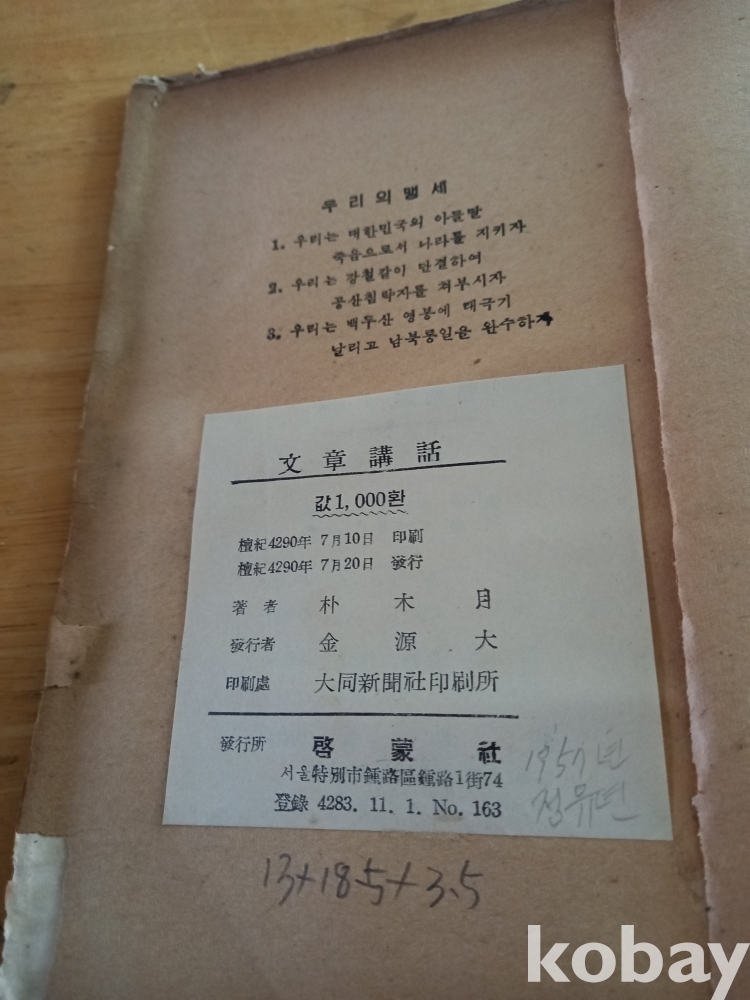 우리의맹세
1. 우리는 대한민국의 아들딸
죽음으로서 나라를 지키자
2. 우리는 강철같이 단결하여
공산침략자를 쳐부시자
3. 우리는 백두산 영봉에 태극기
날리고 남북통일을 완수하자
文章講話
값1,000환
檀紀4290年 7月10日 印刷
檀紀4290年 7月20日 發行
著者 朴木月
發行者 金源大
印刷處 大同新聞社印刷所
發行所 啓蒙社
서울特別市鍾路區鍾路1街74
登錄 4283. 11. 1. No. 163
1957년
정유년
13+18.5+3.5
kobay